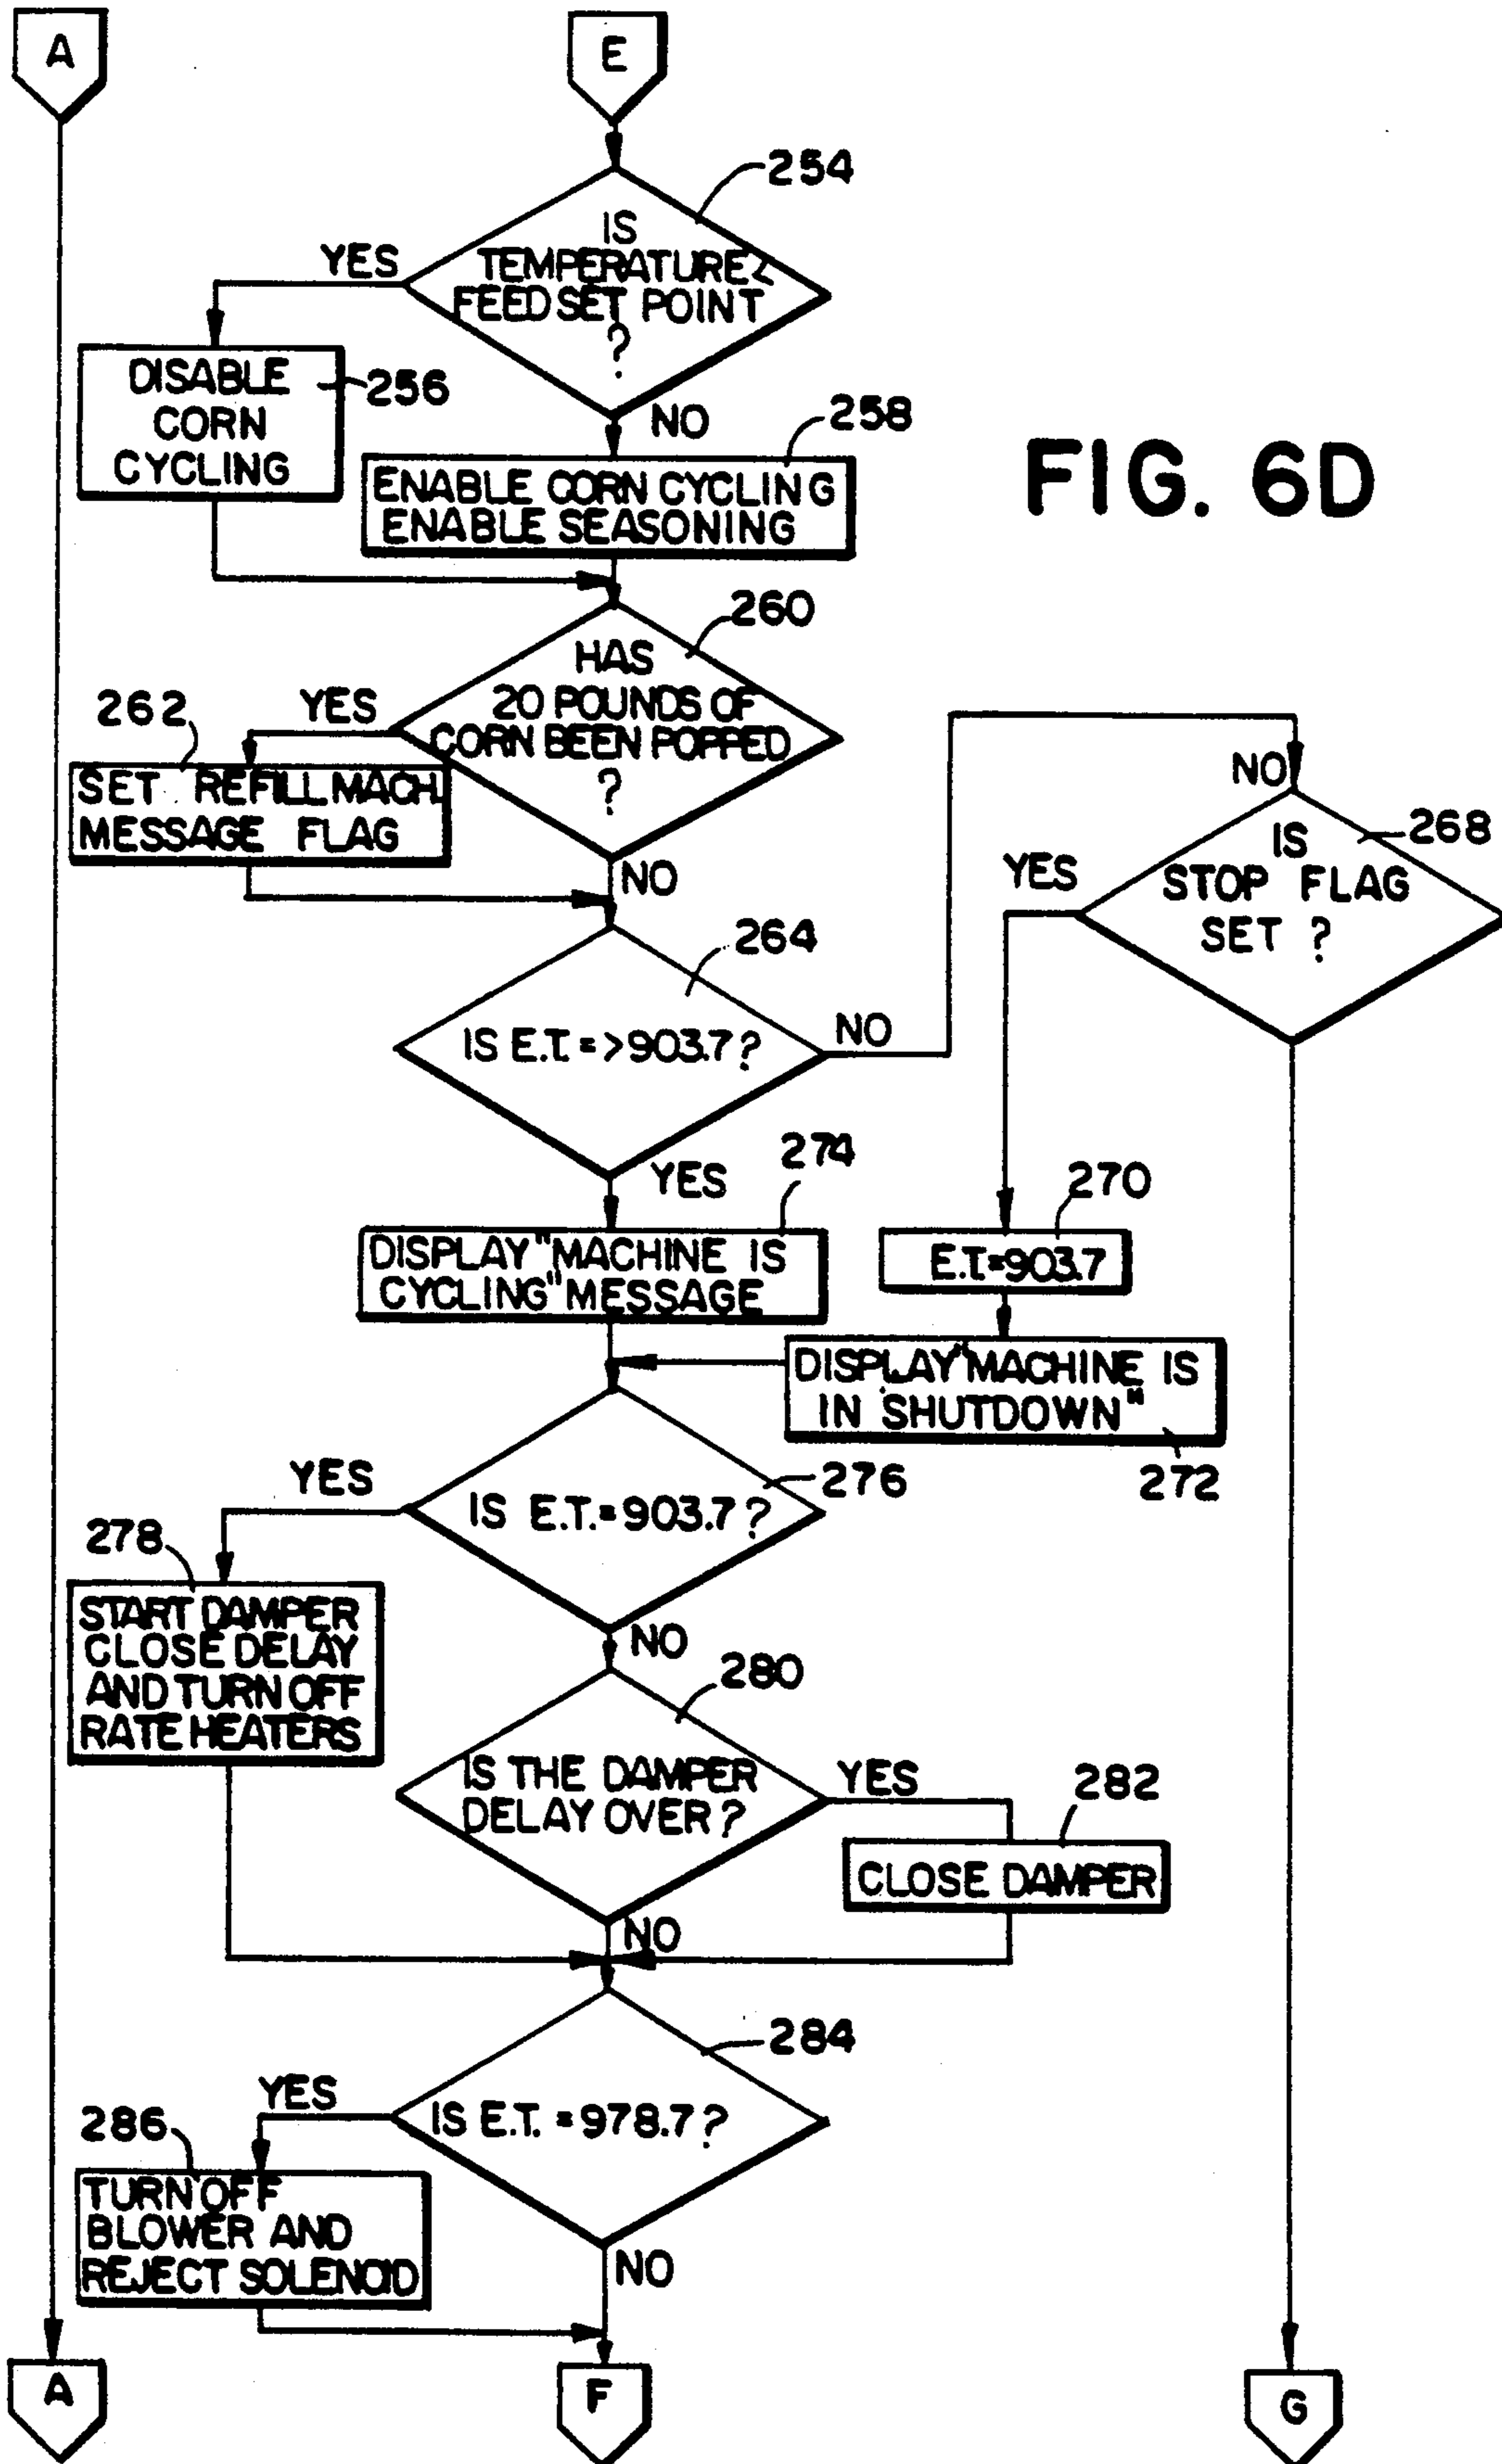 A
E
254
IS
TEMPERATURE <
FEED SET POINT
?
YES
DISABLE
CORN
CYCLING
256
NO
258
ENABLE CORN CYCLING
ENABLE SEASONING
FIG. 6D
260
HAS
20 POUNDS OF
CORN BEEN POPPED
?
YES
262
SET REFILL MACH.
MESSAGE FLAG
NO
NO
IS
STOP FLAG
SET ?
268
YES
264
IS E.T. = > 903.7 ?
NO
YES
274
DISPLAY "MACHINE IS
CYCLING" MESSAGE
270
E.T. = 903.7
DISPLAY "MACHINE IS
IN SHUTDOWN"
272
276
IS E.T. = 903.7 ?
YES
278
START DAMPER
CLOSE DELAY
AND TURN OFF
RATE HEATERS
NO
280
IS THE DAMPER
DELAY OVER ?
YES
282
CLOSE DAMPER
NO
284
IS E.T. = 978.7 ?
YES
286
TURN OFF
BLOWER AND
REJECT SOLENOID
NO
A
F
G